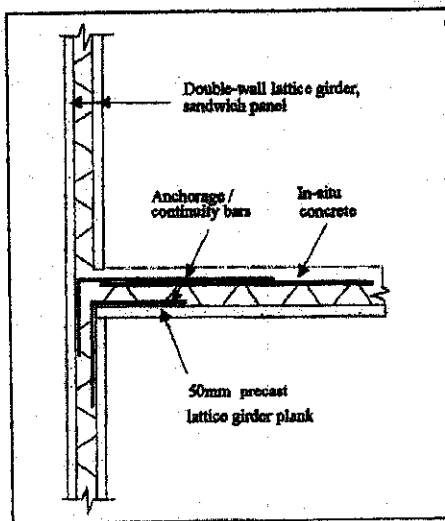 Double-wall lattice girder,
sandwich panel
Anchorage /
continuity bars
In-situ
concrete
50mm precast
lattice girder plank